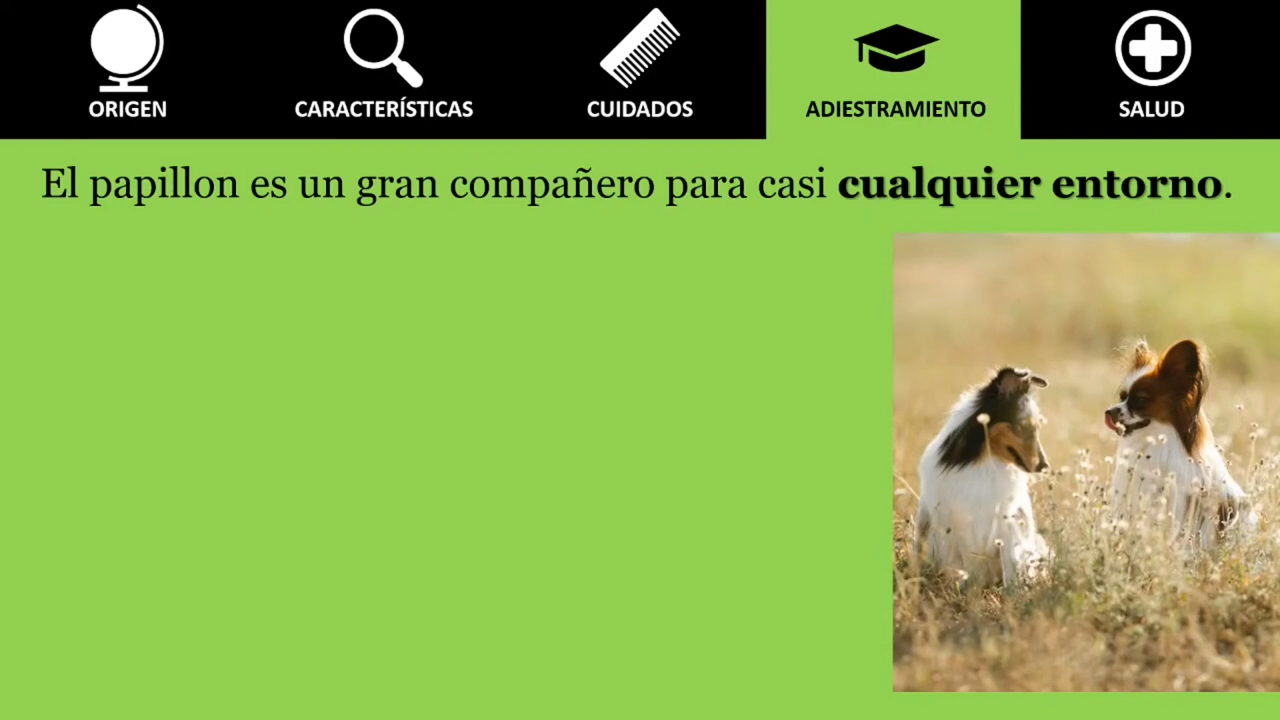 ORIGEN
CARACTERÍSTICAS
CUIDADOS
ADIESTRAMIENTO
SALUD
El papillon es un gran compañero para casi cualquier entorno.